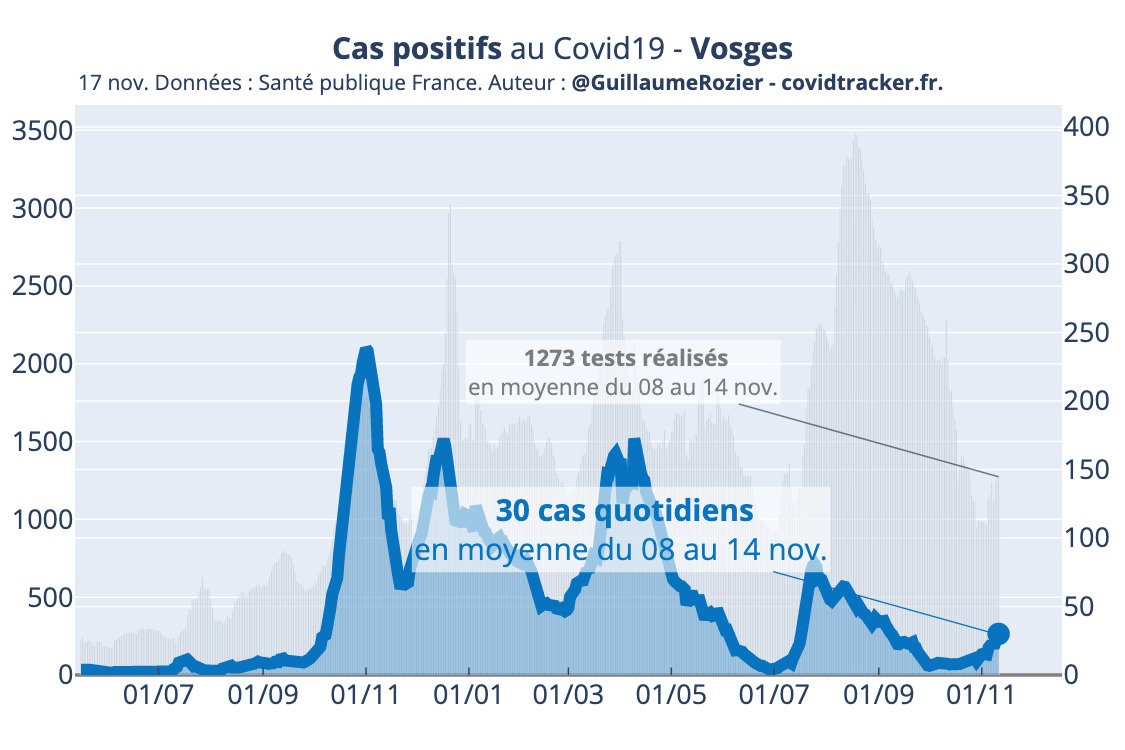 Cas positifs au Covid19 - Vosges
17 nov. Données : Santé publique France. Auteur : @GuillaumeRozier - covidtracker.fr.
3500
3000
2500
2000
1500
1000
500
0
400
350
300
250
200
150
100
50
0
1273 tests réalisés
en moyenne du 08 au 14 nov.
30 cas quotidiens
en moyenne du 08 au 14 nov.
01/07 01/09 01/11 01/01 01/03 01/05 01/07 01/09 01/11